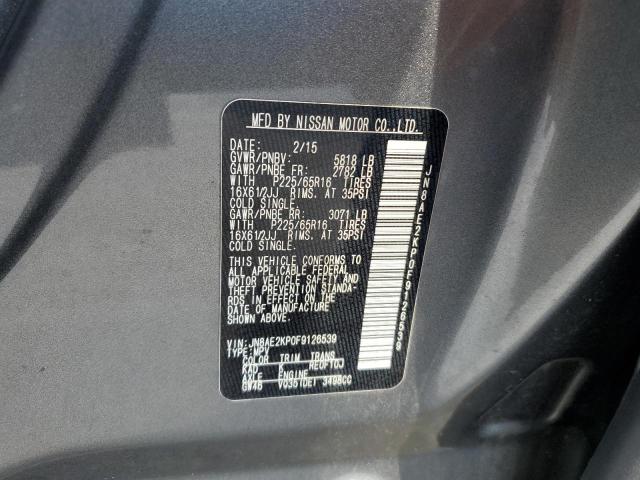 MFD BY NISSAN MOTOR CO.,LTD.
DATE: 2/15
GVWR/PNBV: 5818 LB
GAWR/PNBE FR: 2782 LB
WITH P225/65R16 TIRES
16X61/2JJ RIMS. AT 35PSI
COLD SINGLE.
GAWR/PNBE RR: 3071 LB
WITH P225/65R16 TIRES
16X61/2JJ RIMS. AT 35PSI
COLD SINGLE.
THIS VEHICLE CONFORMS TO
ALL APPLICABLE FEDERAL
MOTOR VEHICLE SAFETY AND
THEFT PREVENTION STANDA-
RDS IN EFFECT ON THE
DATE OF MANUFACTURE
SHOWN ABOVE.
VIN:JN8AE2KP0F9126539
TYPE:MPV
COLOR TRIM TRANS
KAD K RE0F10J
AXLE ENGINE
VQ35(DE) 3498CC
JN8AE2KP0F9126539